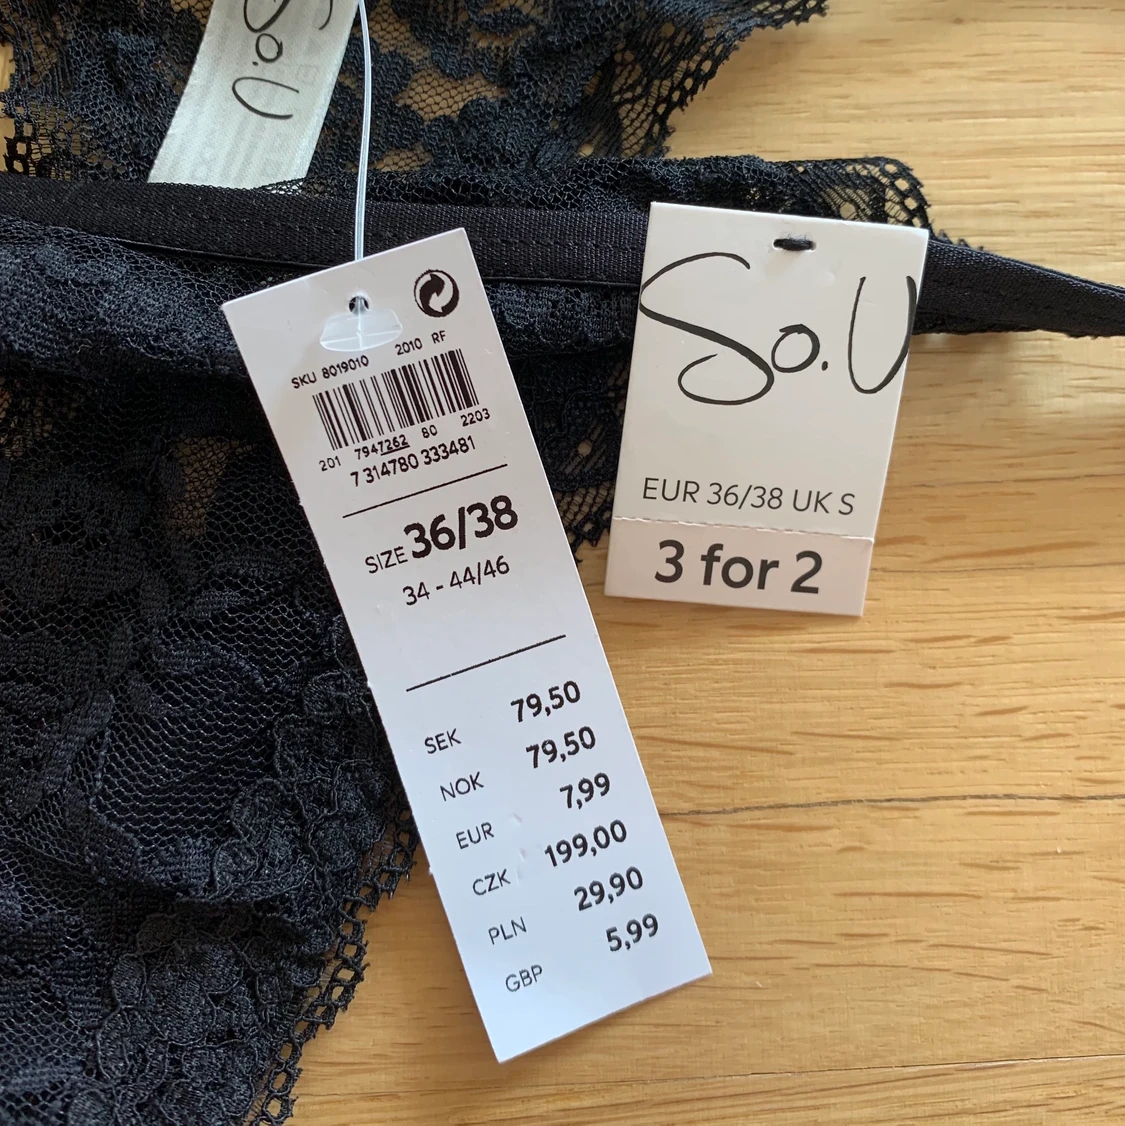 So.U
SKU 8019010 2010 RF
201 7947262 80 2203
7 314780 333481
SIZE 36/38
34 - 44/46
SEK 79,50
NOK 79,50
EUR 7,99
CZK 199,00
PLN 29,90
GBP 5,99
So.U
EUR 36/38 UK S
3 for 2